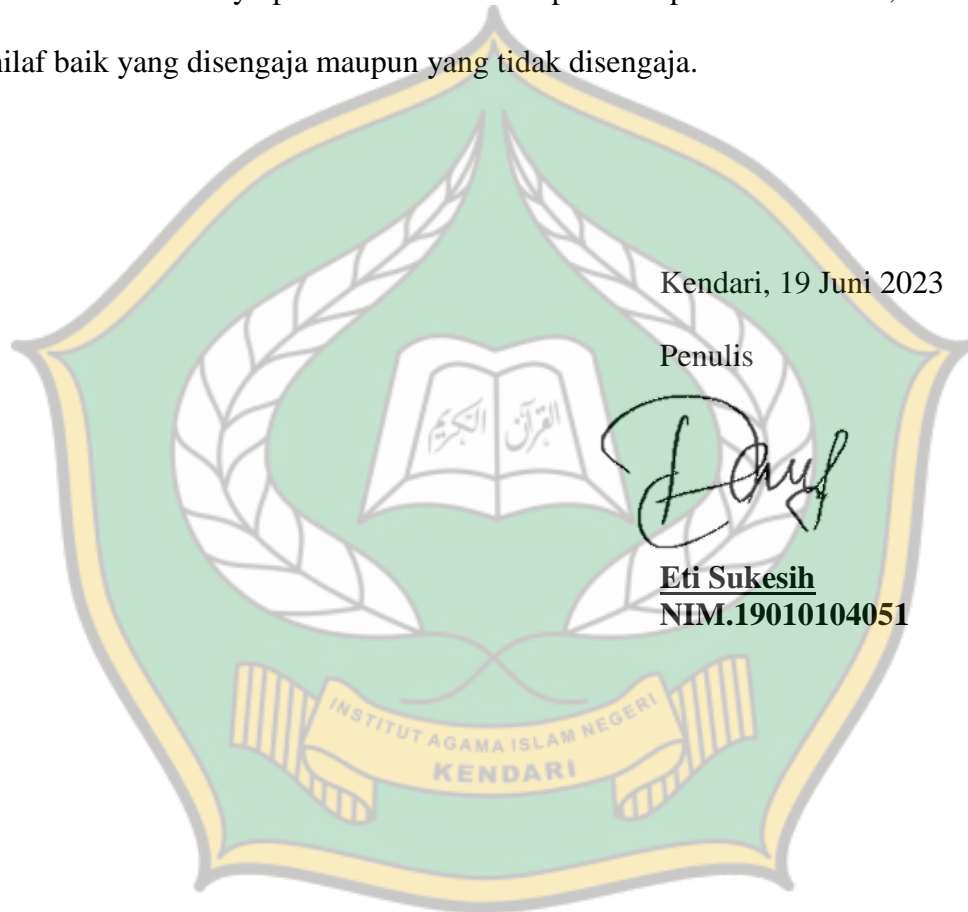 baik yang disengaja maupun yang tidak disengaja.
Kendari, 19 Juni 2023
Penulis
Eti Sukesih
NIM.19010104051
القرآن الكريم
INSTITUT AGAMA ISLAM NEGERI
KENDARI